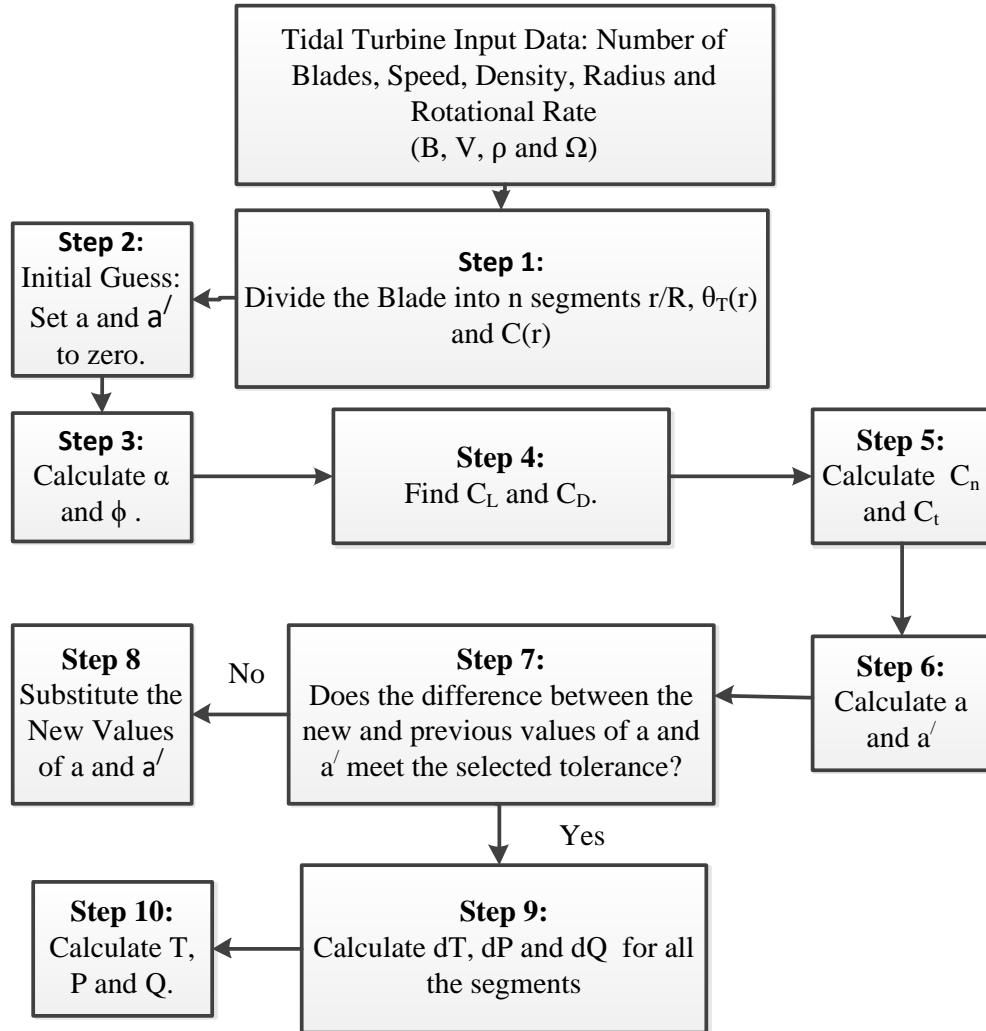 Tidal Turbine Input Data: Number of
Blades, Speed, Density, Radius and
Rotational Rate
(B, V, ρ and Ω)
Step 1:
Divide the Blade into n segments r/R, θT(r)
and C(r)
Step 2:
Initial Guess:
Set a and a/
to zero.
Step 3:
Calculate α
and ϕ .
Step 4:
Find CL and CD.
Step 5:
Calculate Cn
and Ct
Step 6:
Calculate a
and a/
Step 7:
Does the difference between the
new and previous values of a and
a/ meet the selected tolerance?
No
Step 8
Substitute the
New Values
of a and a/
Yes
Step 9:
Calculate dT, dP and dQ for all
the segments
Step 10:
Calculate T,
P and Q.